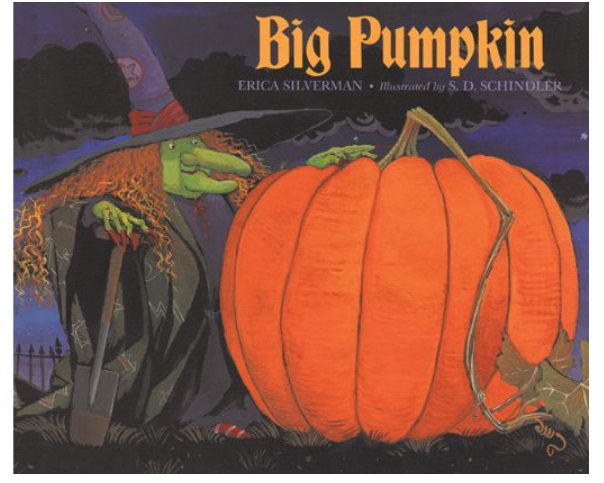 Big Pumpkin
ERICA SILVERMAN • Illustrated by S. D. SCHINDLER